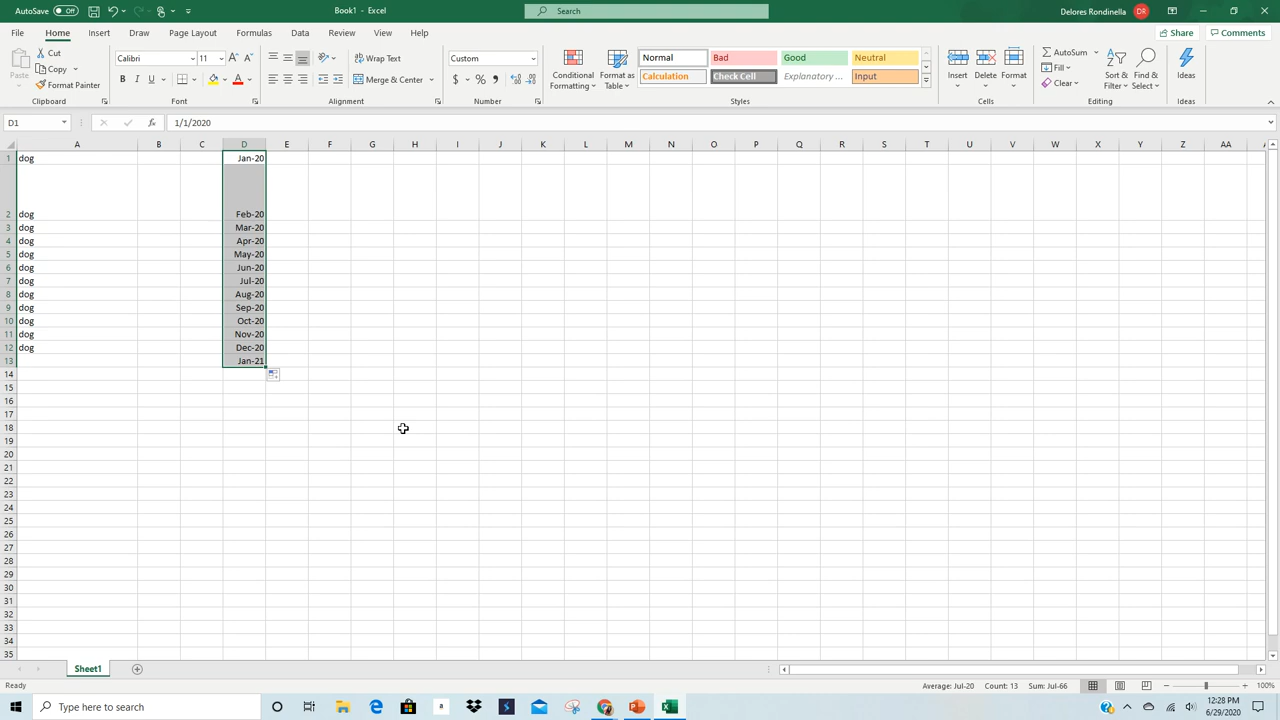 AutoSave Off Book1 - Excel Search Delores Rondinella DR
File Home Insert Draw Page Layout Formulas Data Review View Help Share Comments
Paste Cut Copy Format Painter
Calibri 11 B I U A
Wrap Text Merge & Center
Custom $ % ,
Conditional Formatting Format as Table
Normal Bad Good Neutral
Calculation Check Cell Explanatory ... Input
Insert Delete Format
AutoSum Fill Clear Sort & Filter Find & Select Ideas
Clipboard Font Alignment Number Styles Cells Editing Ideas
D1 fx 1/1/2020
A B C D E F G H I J K L M N O P Q R S T U V W X Y Z AA
1 dog Jan-20
2 dog Feb-20
3 dog Mar-20
4 dog Apr-20
5 dog May-20
6 dog Jun-20
7 dog Jul-20
8 dog Aug-20
9 dog Sep-20
10 dog Oct-20
11 dog Nov-20
12 dog Dec-20
13 Jan-21
14
15
16
17
18
19
20
21
22
23
24
25
26
27
28
29
30
31
32
33
34
35
Sheet1
Ready Average: Jul-20 Count: 13 Sum: Jul-66 100%
Type here to search 12:28 PM
6/29/2020